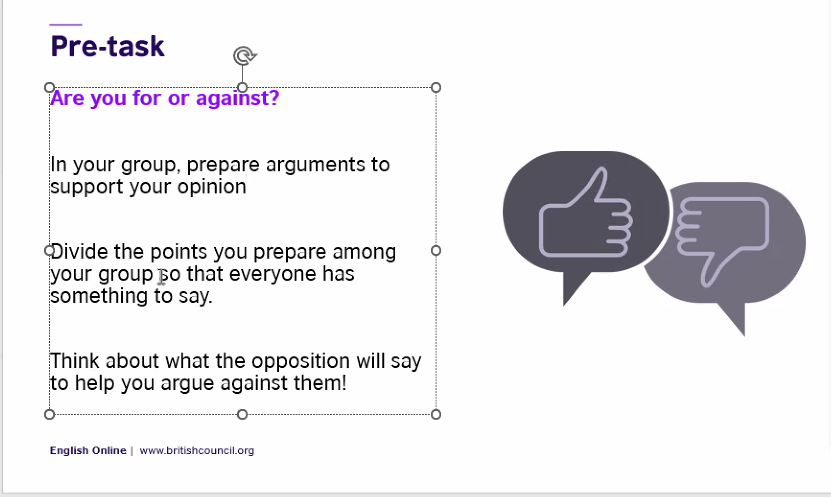 Pre-task
Are you for or against?
In your group, prepare arguments to
support your opinion
Divide the points you prepare among
your group so that everyone has
something to say.
Think about what the opposition will say
to help you argue against them!
English Online | www.britishcouncil.org